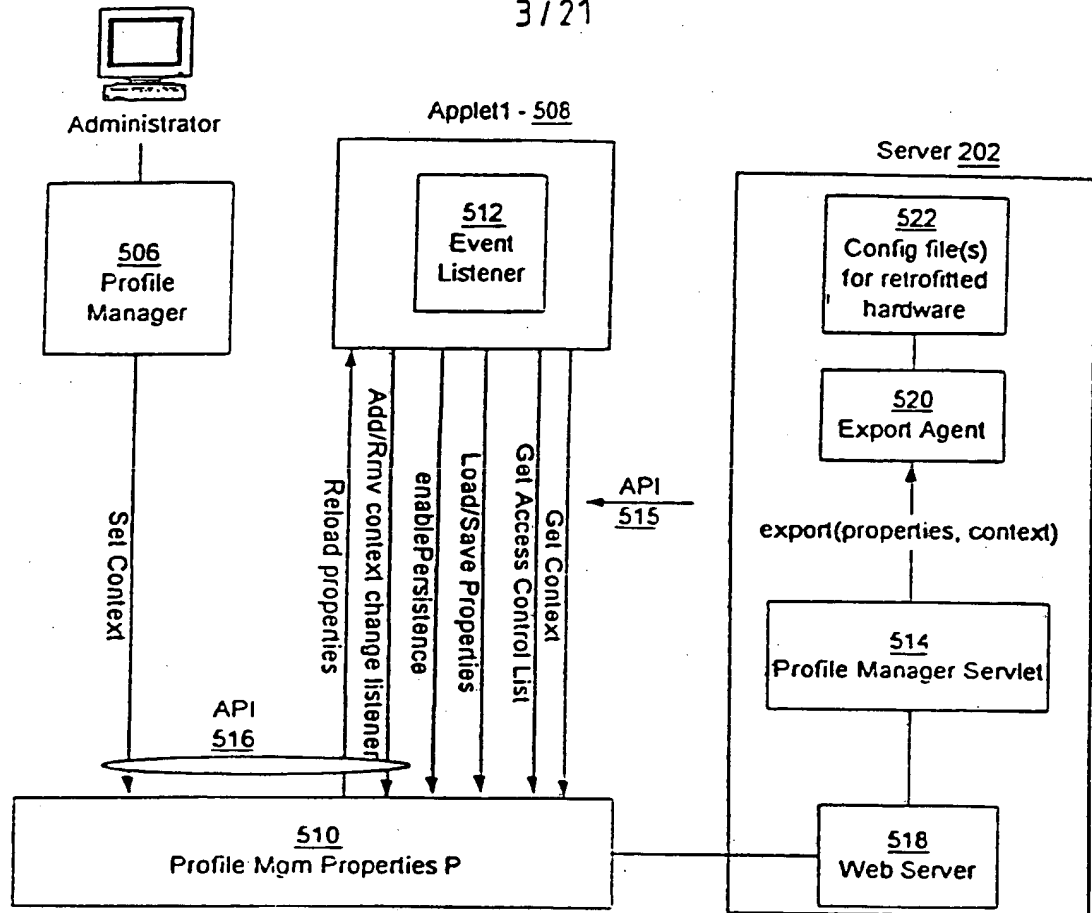 3/21
Administrator
Applet1 - 508
Server 202
506
Profile
Manager
512
Event
Listener
522
Config file(s)
for retrofitted
hardware
520
Export Agent
Set Context
Reload properties
Add/Rmv context change listener
enablePersistence
Load/Save Properties
Get Access Control List
Get Context
API
515
export(properties, context)
514
Profile Manager Servlet
API
516
510
Profile Mgm Properties P
518
Web Server